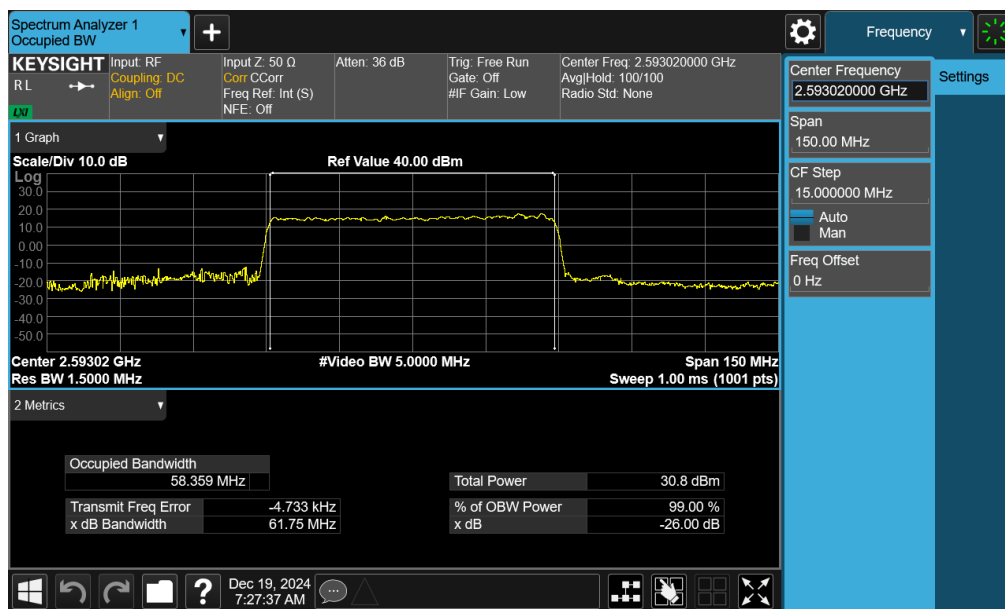 Spectrum Analyzer 1
Occupied BW
Frequency
KEYSIGHT
R L
LXI
Input: RF
Coupling: DC
Align: Off
Input Z: 50 Ω
Corr CCorr
Freq Ref: Int (S)
NFE: Off
Atten: 36 dB
Trig: Free Run
Gate: Off
#IF Gain: Low
Center Freq: 2.593020000 GHz
Avg|Hold: 100/100
Radio Std: None
Center Frequency
2.593020000 GHz
Settings
Span
150.00 MHz
CF Step
15.000000 MHz
Auto
Man
Freq Offset
0 Hz
1 Graph
Scale/Div 10.0 dB
Ref Value 40.00 dBm
Log
30.0
20.0
10.0
0.00
-10.0
-20.0
-30.0
-40.0
-50.0
Center 2.59302 GHz
#Video BW 5.0000 MHz
Span 150 MHz
Res BW 1.5000 MHz
Sweep 1.00 ms (1001 pts)
2 Metrics
Occupied Bandwidth
58.359 MHz
Total Power 30.8 dBm
Transmit Freq Error -4.733 kHz
% of OBW Power 99.00 %
x dB Bandwidth 61.75 MHz
x dB -26.00 dB
?
Dec 19, 2024
7:27:37 AM